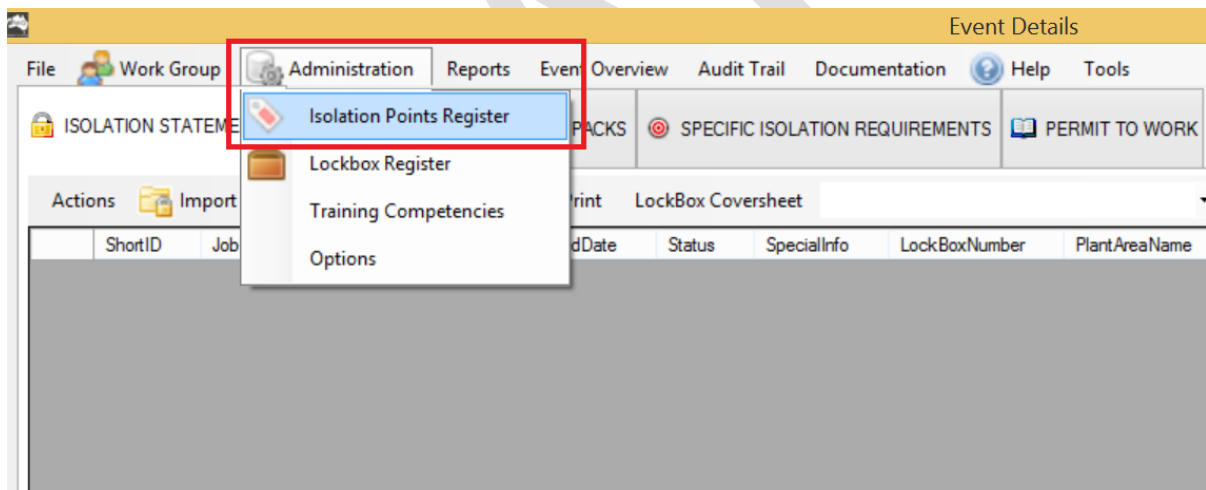 Event Details
File Work Group Administration Reports Event Overview Audit Trail Documentation Help Tools
ISOLATION STATEME PACKS SPECIFIC ISOLATION REQUIREMENTS PERMIT TO WORK
Isolation Points Register
Lockbox Register
Training Competencies
Options
Actions Import Print LockBox Coversheet
ShortID Job dDate Status SpecialInfo LockBoxNumber PlantAreaName